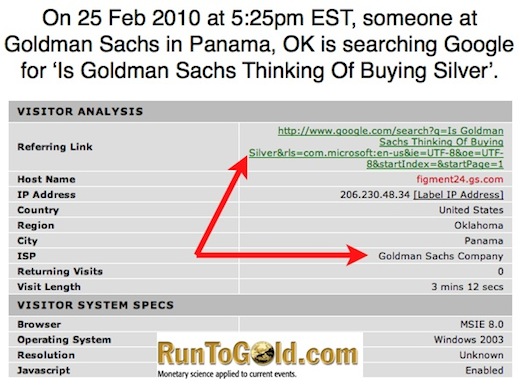 On 25 Feb 2010 at 5:25pm EST, someone at
Goldman Sachs in Panama, OK is searching Google
for ‘Is Goldman Sachs Thinking Of Buying Silver’.
VISITOR ANALYSIS
Referring Link
http://www.google.com/search?q=Is Goldman
Sachs Thinking Of Buying
Silver&rls=com.microsoft:en-us&ie=UTF-8&oe=UTF-
8&startIndex=&startPage=1
Host Name figment24.gs.com
IP Address 206.230.48.34 [Label IP Address]
Country United States
Region Oklahoma
City Panama
ISP Goldman Sachs Company
Returning Visits 0
Visit Length 3 mins 12 secs
VISITOR SYSTEM SPECS
Browser MSIE 8.0
Operating System Windows 2003
Resolution Unknown
Javascript Enabled
RunToGold.com
Monetary science applied to current events.